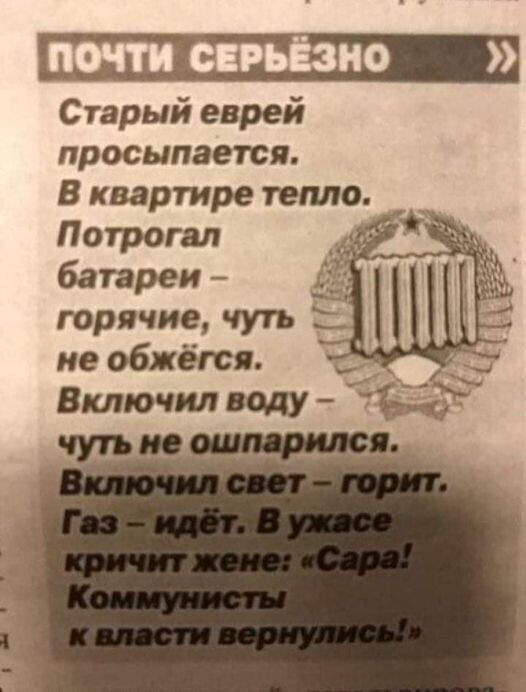 ПОЧТИ СЕРЬЁЗНО »
Старый еврей
просыпается.
В квартире тепло.
Потрогал
батареи –
горячие, чуть
не обжёгся.
Включил воду –
чуть не ошпарился.
Включил свет – горит.
Газ – идёт. В ужасе
кричит жене: «Сара!
Коммунисты
к власти вернулись!»